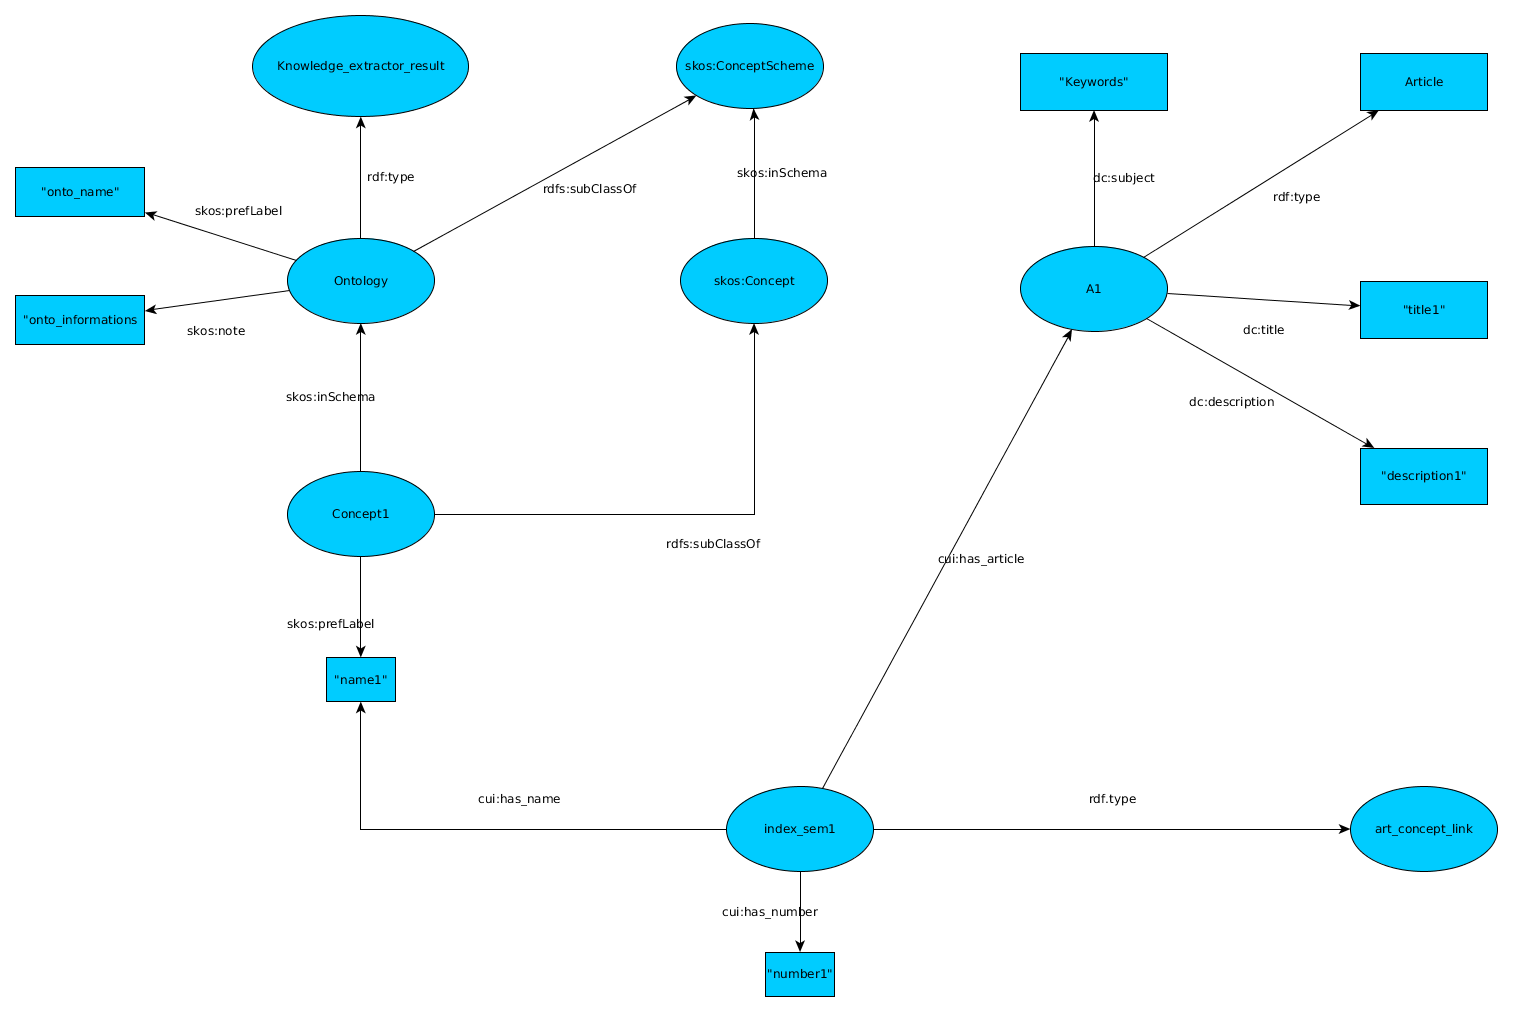 Knowledge_extractor_result
skos:ConceptScheme
"Keywords"
Article
rdf:type
skos:inSchema
dc:subject
"onto_name"
rdfs:subClassOf
rdf:type
skos:prefLabel
Ontology
skos:Concept
A1
"title1"
"onto_informations
skos:note
dc:title
skos:inSchema
dc:description
"description1"
Concept1
rdfs:subClassOf
cui:has_article
skos:prefLabel
"name1"
cui:has_name
rdf.type
index_sem1
art_concept_link
cui:has_number
"number1"